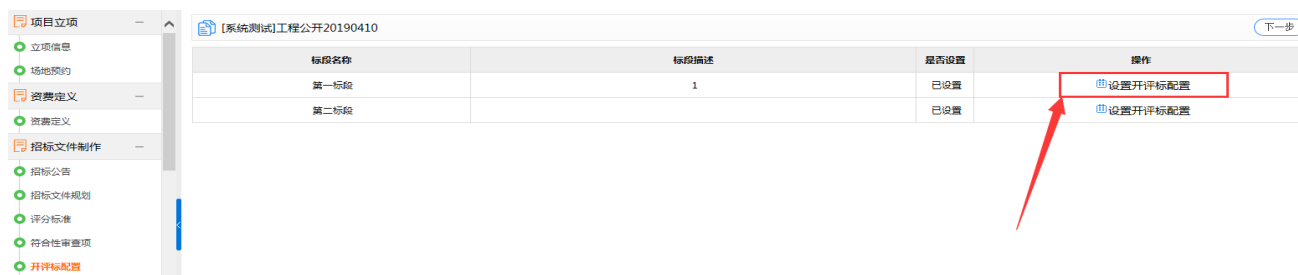 项目立项
立项信息
场地预约
资费定义
资费定义
招标文件制作
招标公告
招标文件规划
评分标准
符合性审查项
开评标配置
[系统测试]工程公开20190410
下一步
标段名称 标段描述 是否设置 操作
第一标段 1 已设置 设置开评标配置
第二标段 已设置 设置开评标配置